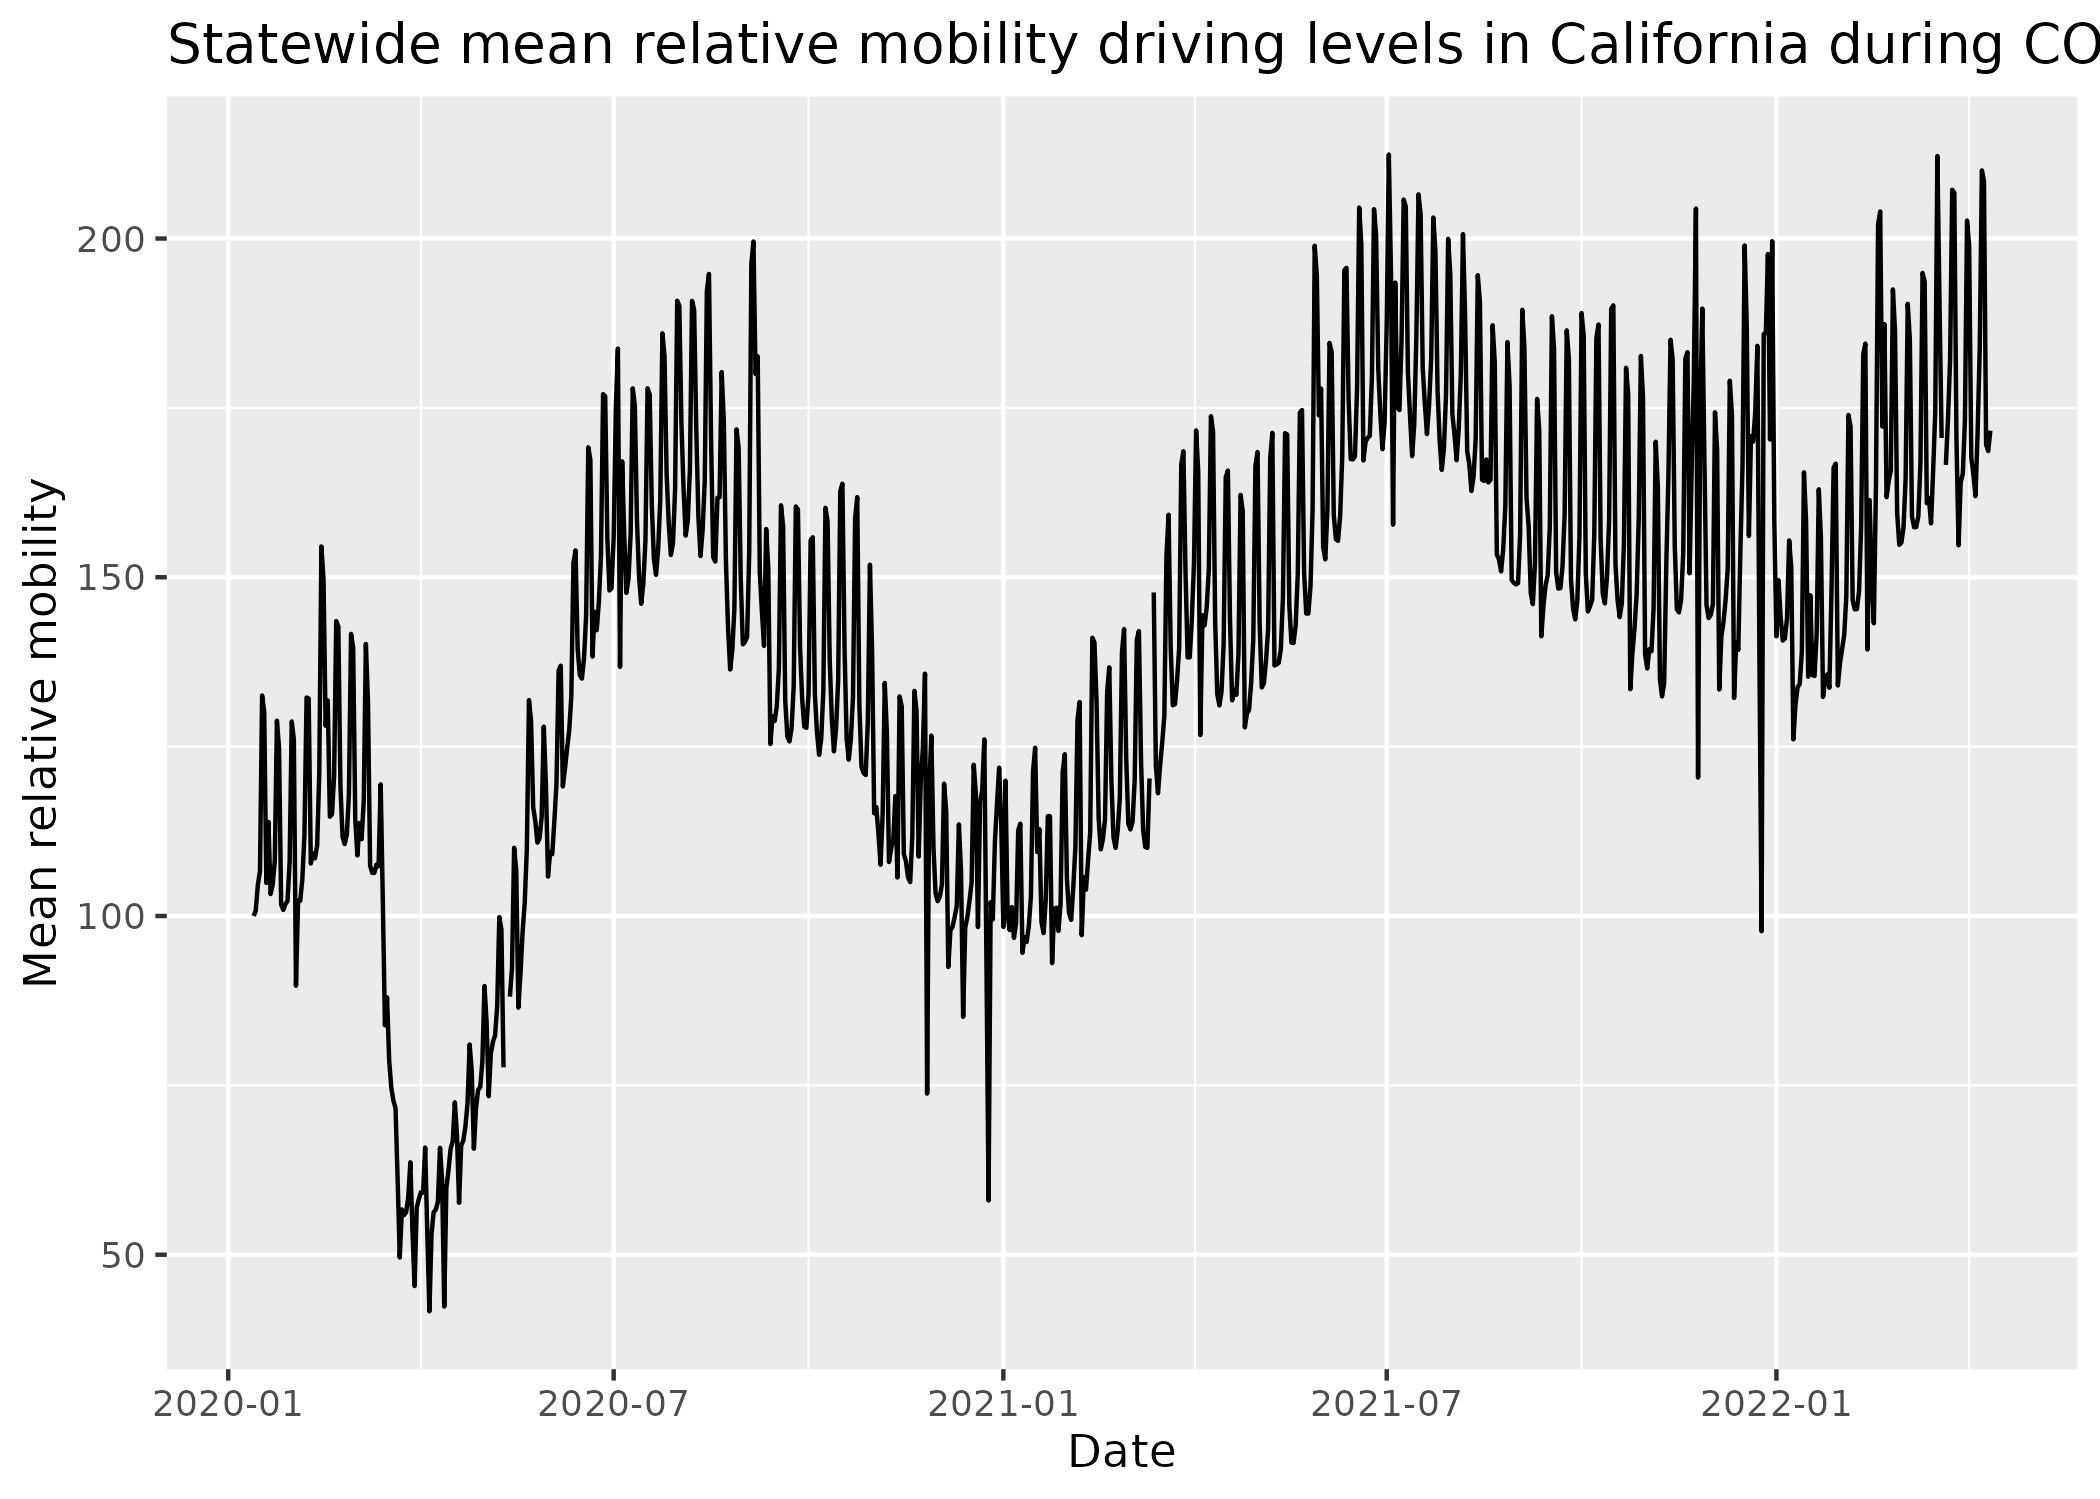 Statewide mean relative mobility driving levels in California during CO
Mean relative mobility
200
150
100
50
2020-01 2020-07 2021-01 2021-07 2022-01
Date